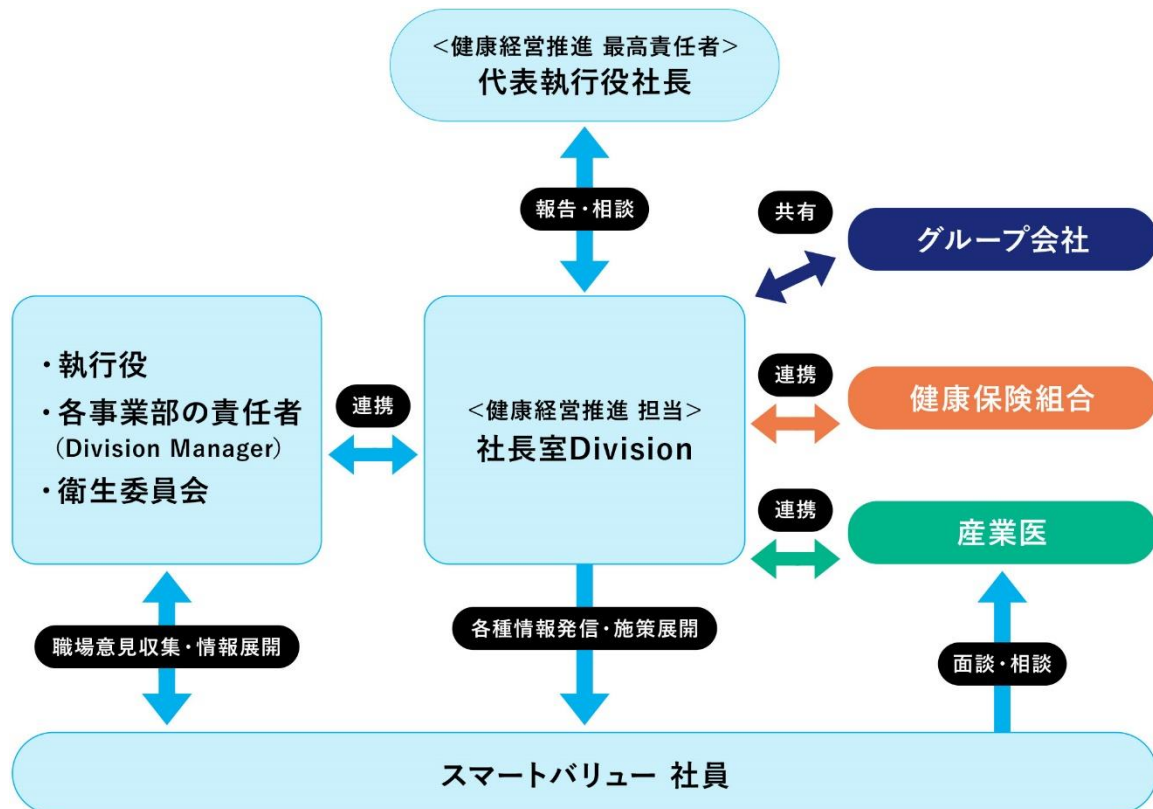 <健康経営推進 最高責任者>
代表執行役社長
報告・相談
共有
グループ会社
・執行役
・各事業部の責任者
(Division Manager)
・衛生委員会
連携
<健康経営推進 担当>
社長室Division
連携
健康保険組合
連携
産業医
職場意見収集・情報展開
各種情報発信・施策展開
面談・相談
スマートバリュー 社員